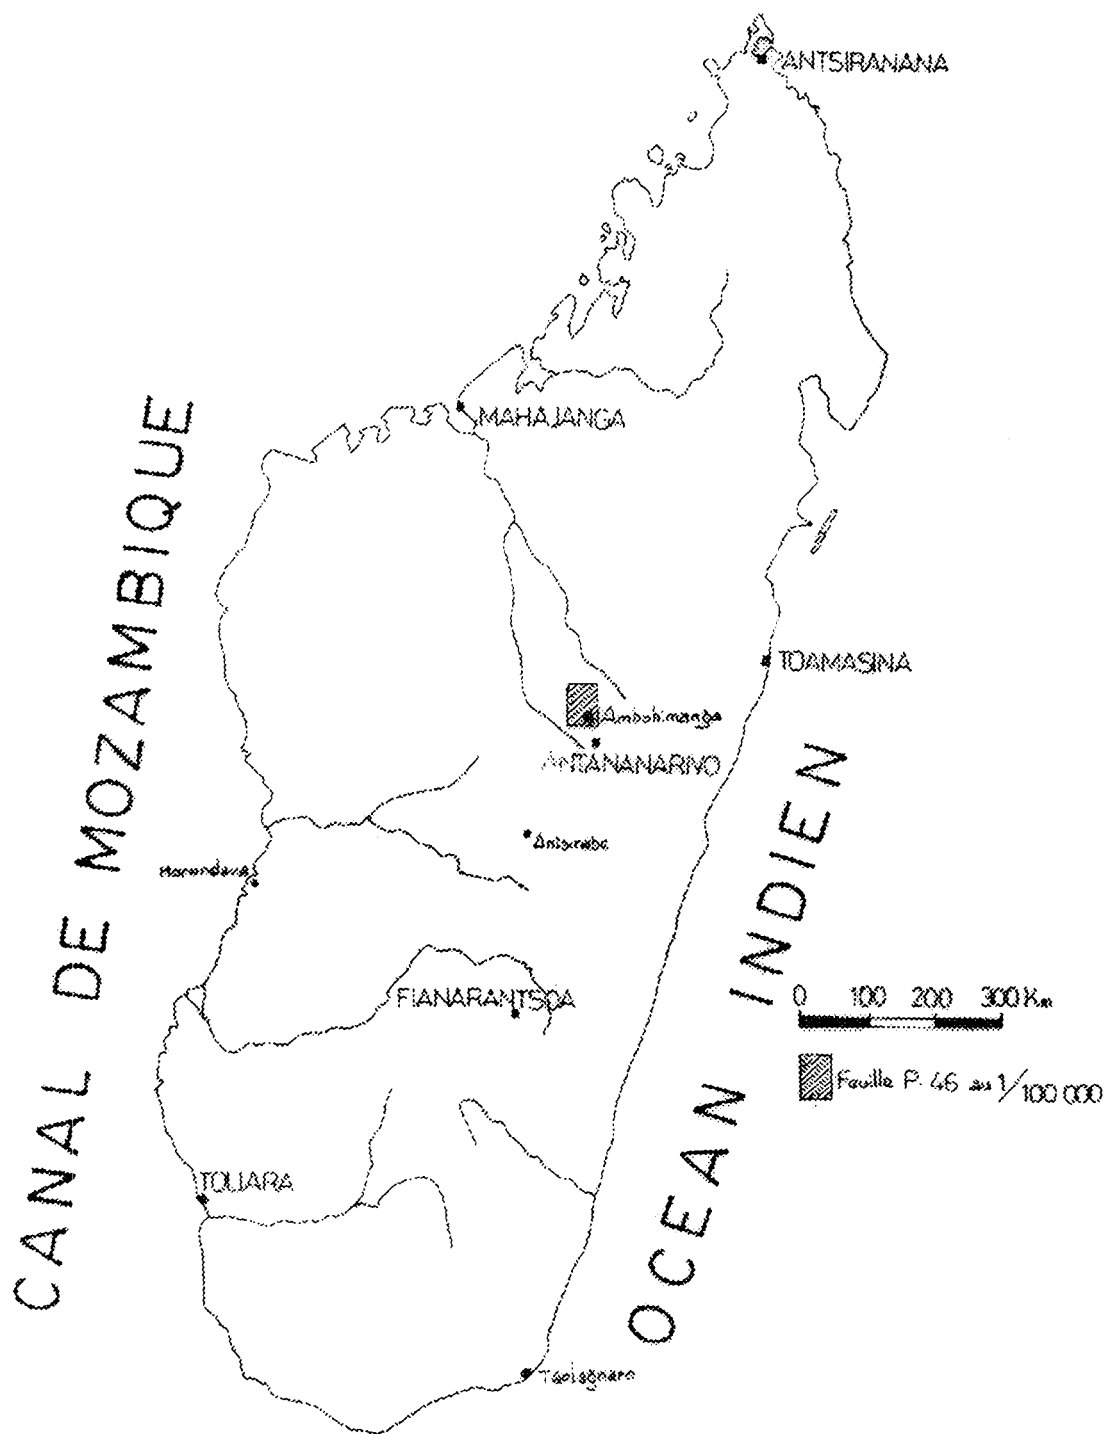 ANTSIRANANA
MAHAJANGA
CANAL DE MOZAMBIQUE
TOAMASINA
Ambohimanga
ANTANANARIVO
Antsirabe
Morondava
OCEAN INDIEN
FIANARANTSOA
0 100 200 300 Km
Feuille P. 46 au 1/100 000
TOLIARA
Taolagnaro